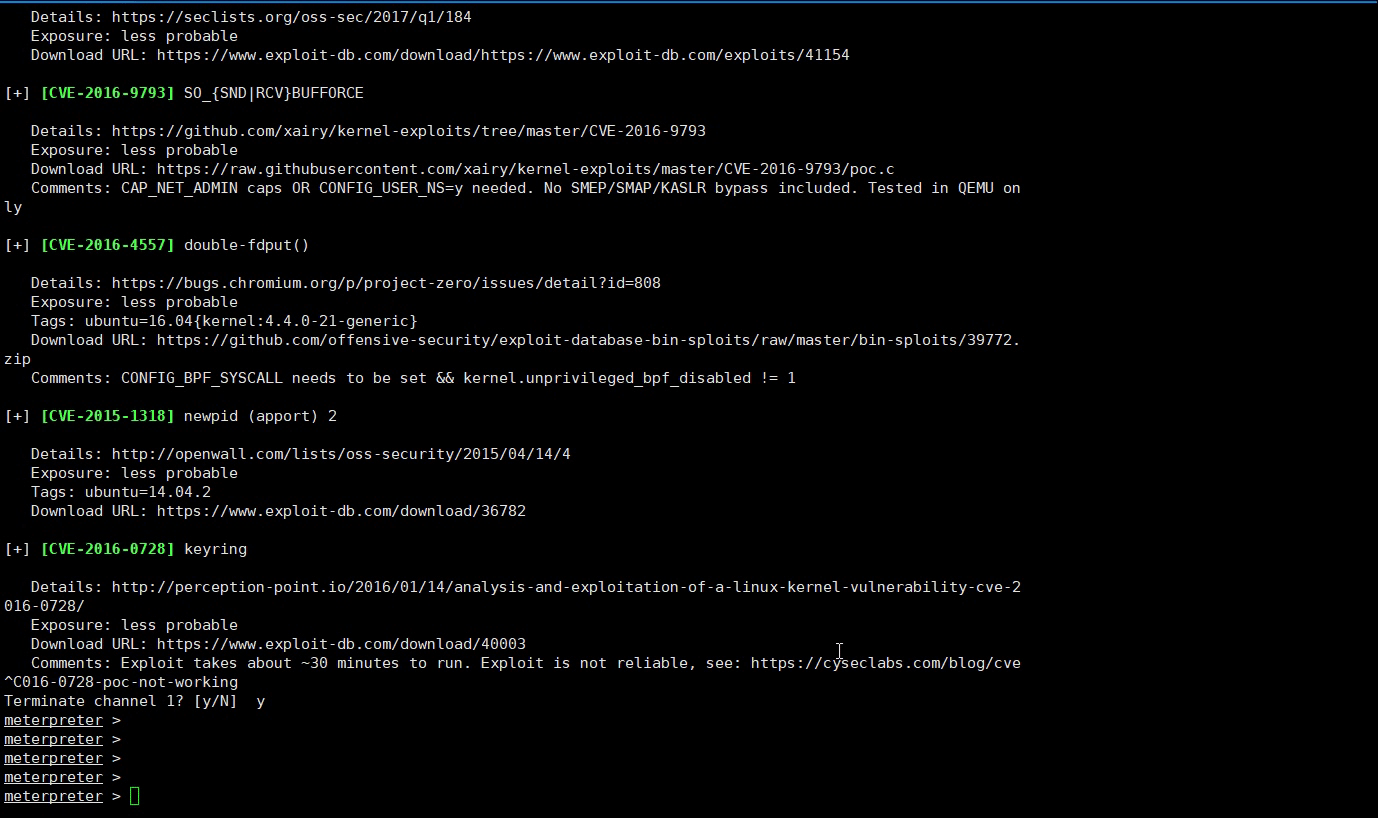 Details: https://seclists.org/oss-sec/2017/q1/184
Exposure: less probable
Download URL: https://www.exploit-db.com/download/https://www.exploit-db.com/exploits/41154
[+] [CVE-2016-9793] SO_{SND|RCV}BUFFORCE
Details: https://github.com/xairy/kernel-exploits/tree/master/CVE-2016-9793
Exposure: less probable
Download URL: https://raw.githubusercontent.com/xairy/kernel-exploits/master/CVE-2016-9793/poc.c
Comments: CAP_NET_ADMIN caps OR CONFIG_USER_NS=y needed. No SMEP/SMAP/KASLR bypass included. Tested in QEMU on
ly
[+] [CVE-2016-4557] double-fdput()
Details: https://bugs.chromium.org/p/project-zero/issues/detail?id=808
Exposure: less probable
Tags: ubuntu=16.04{kernel:4.4.0-21-generic}
Download URL: https://github.com/offensive-security/exploit-database-bin-sploits/raw/master/bin-sploits/39772.
zip
Comments: CONFIG_BPF_SYSCALL needs to be set && kernel.unprivileged_bpf_disabled != 1
[+] [CVE-2015-1318] newpid (apport) 2
Details: http://openwall.com/lists/oss-security/2015/04/14/4
Exposure: less probable
Tags: ubuntu=14.04.2
Download URL: https://www.exploit-db.com/download/36782
[+] [CVE-2016-0728] keyring
Details: http://perception-point.io/2016/01/14/analysis-and-exploitation-of-a-linux-kernel-vulnerability-cve-2
016-0728/
Exposure: less probable
Download URL: https://www.exploit-db.com/download/40003
Comments: Exploit takes about ~30 minutes to run. Exploit is not reliable, see: https://cyseclabs.com/blog/cve
^C016-0728-poc-not-working
Terminate channel 1? [y/N]  y
meterpreter >
meterpreter >
meterpreter >
meterpreter >
meterpreter >